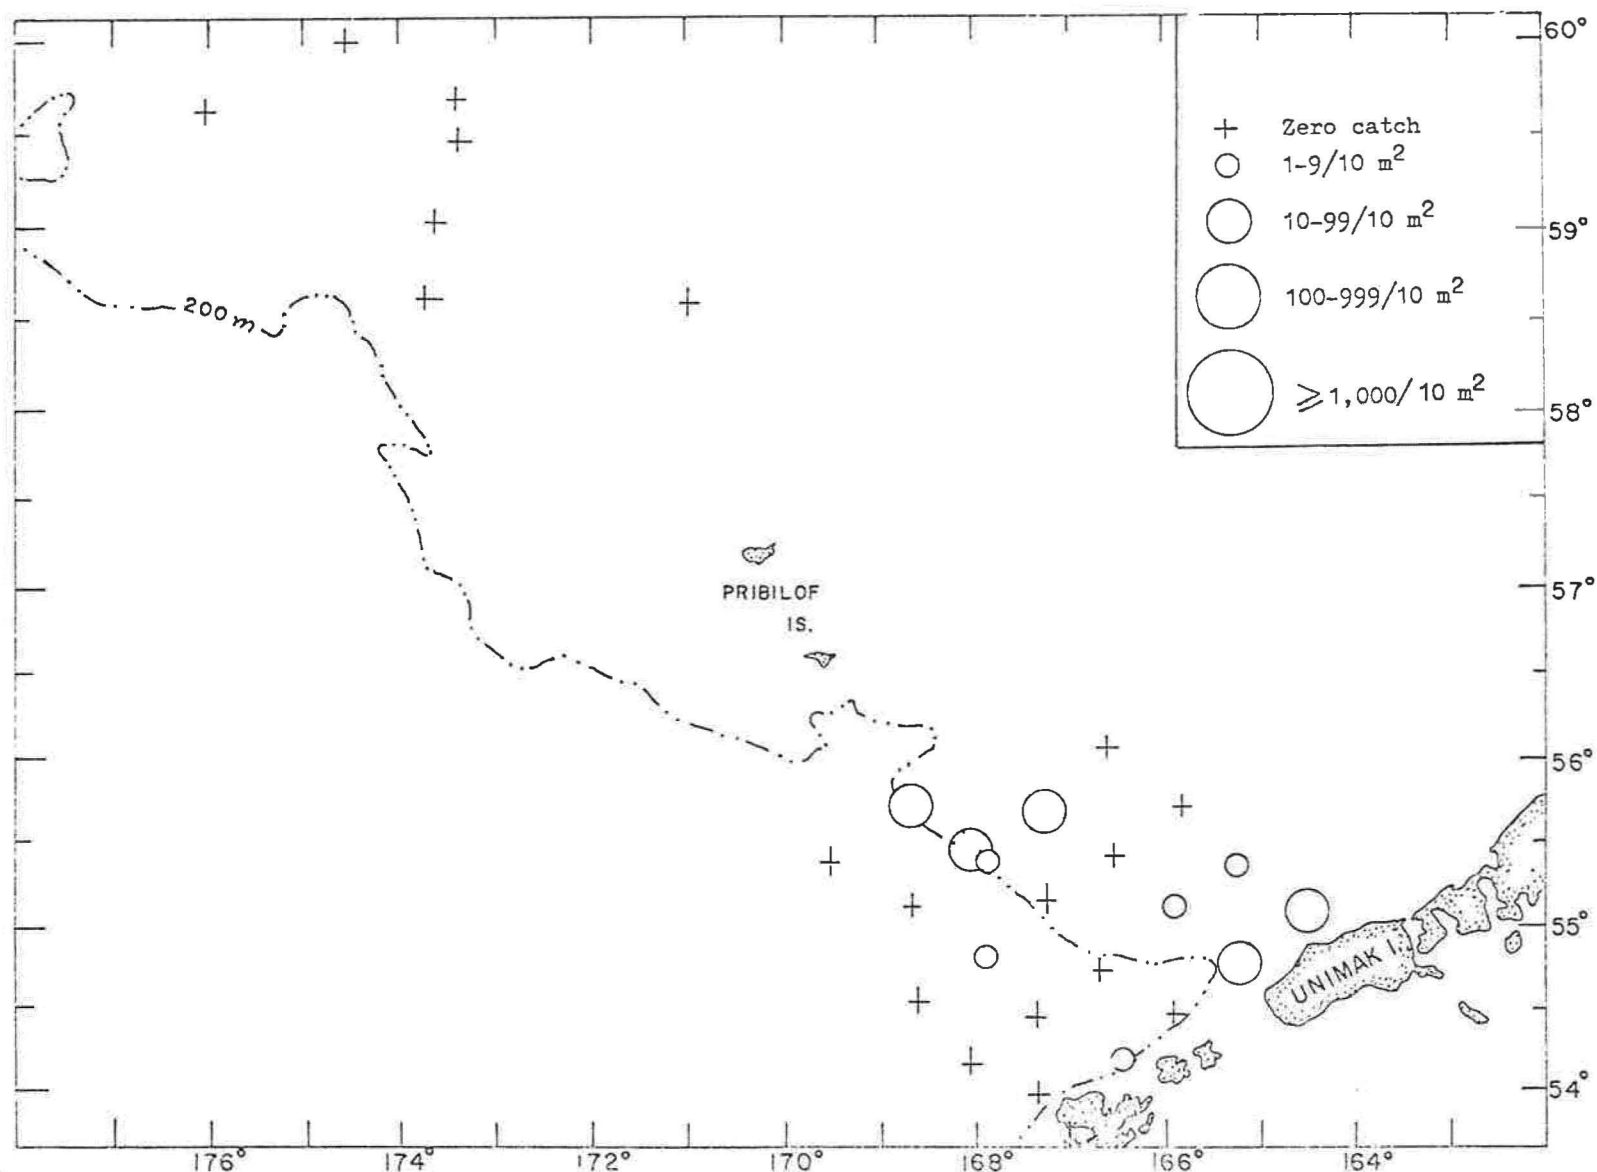 60°
+ Zero catch
1-9/10 m²
10-99/10 m²
59°
100-999/10 m²
200 m
≥1,000/10 m²
58°
57°
PRIBILOF
IS.
56°
55°
UNIMAK I.
54°
176° 174° 172° 170° 168° 166° 164°